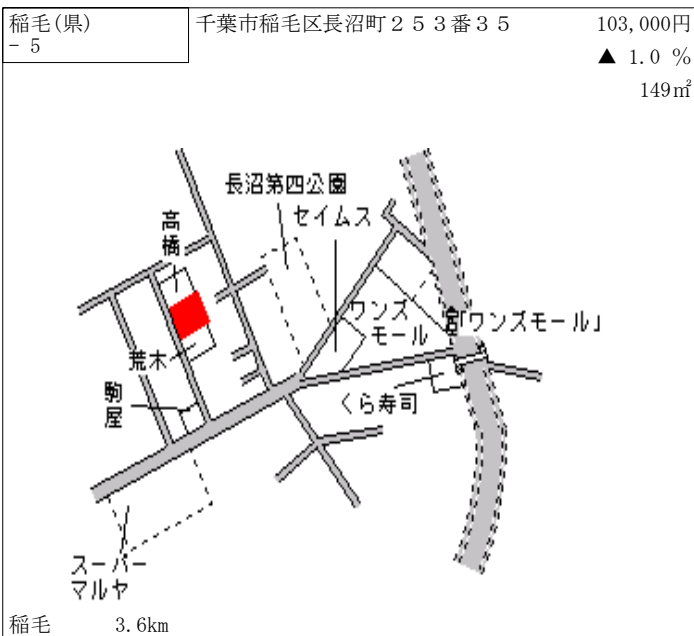 稲毛(県)
- 5
千葉市稲毛区長沼町２５３番３５
103,000円
▲ 1.0 %
149㎡
長沼第四公園
セイムス
高橋
ワンズ
モール
「ワンズモール」
荒木
駒屋
くら寿司
スーパー
マルヤ
稲毛 3.6km